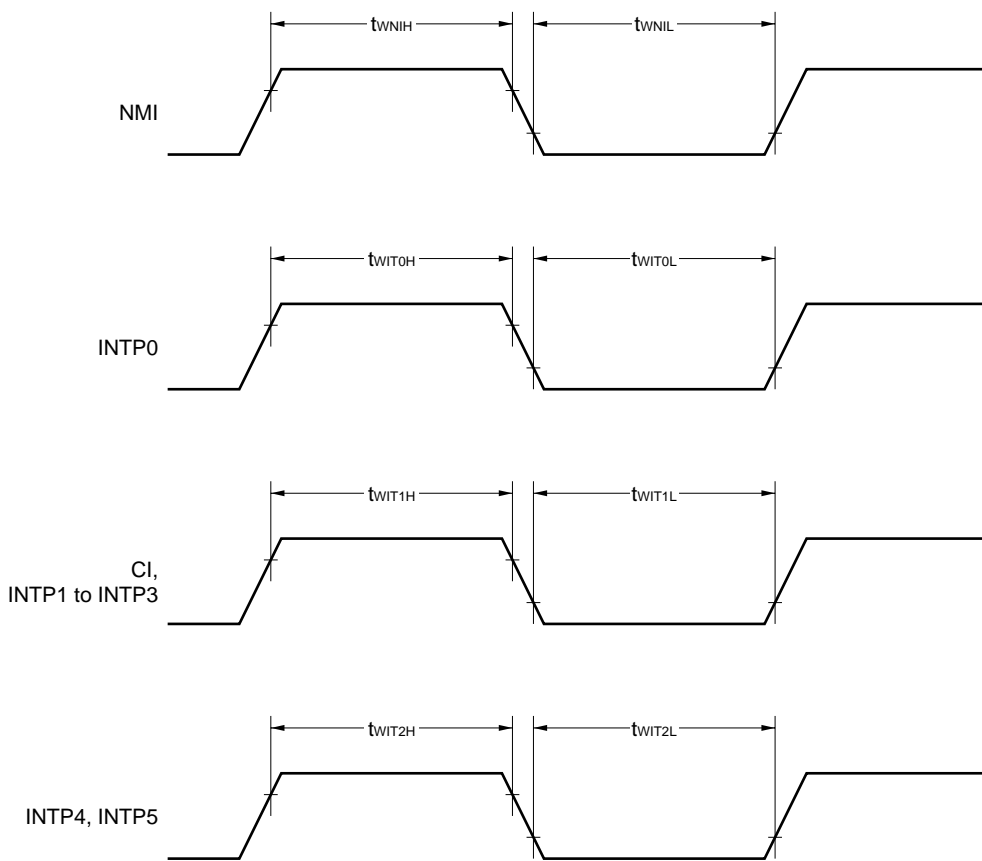 tWNIH tWNIL
NMI
tWIT0H tWIT0L
INTP0
tWIT1H tWIT1L
CI,
INTP1 to INTP3
tWIT2H tWIT2L
INTP4, INTP5